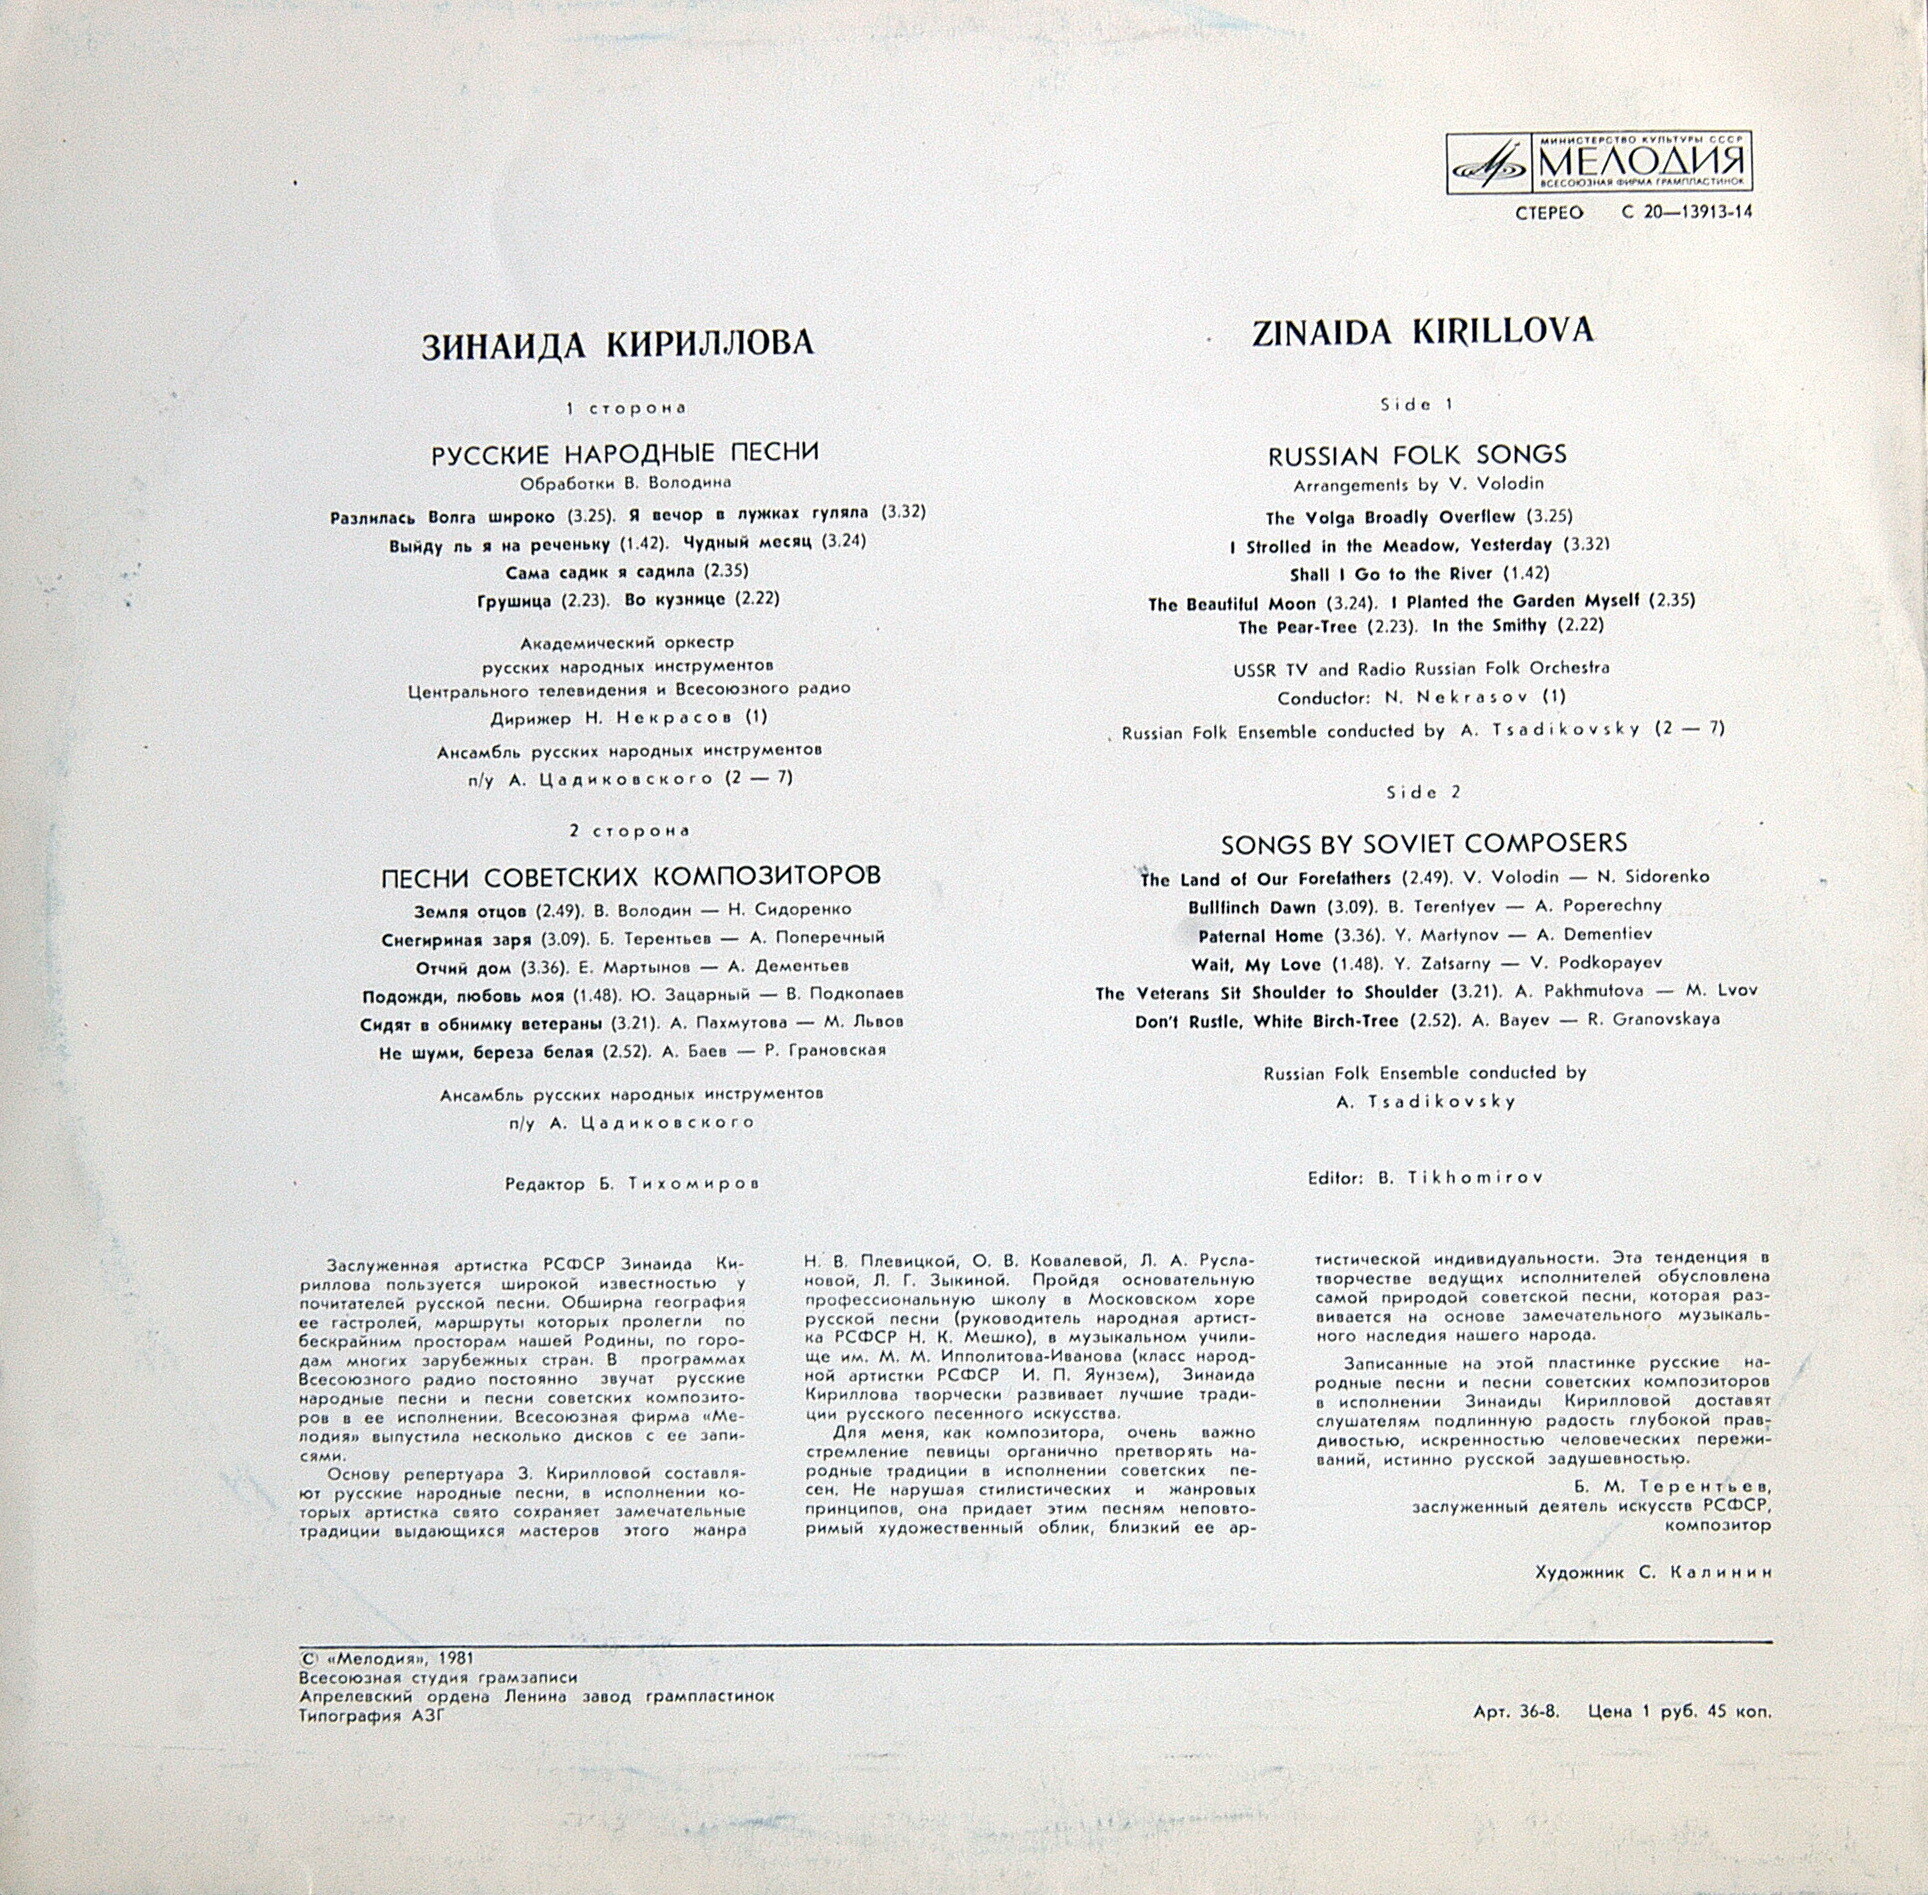 МИНИСТЕРСТВО КУЛЬТУРЫ СССР
МЕЛОДИЯ
ВСЕСОЮЗНАЯ ФИРМА ГРАМПЛАСТИНОК
СТЕРЕО С 20—13913-14
ЗИНАИДА КИРИЛЛОВА
1 сторона
РУССКИЕ НАРОДНЫЕ ПЕСНИ
Обработки В. Володина
Разлилась Волга широко (3.25). Я вечор в лужках гуляла (3.32)
Выйду ль я на реченьку (1.42). Чудный месяц (3.24)
Сама садик я садила (2.35)
Грушица (2.23). Во кузнице (2.22)
Академический оркестр
русских народных инструментов
Центрального телевидения и Всесоюзного радио
Дирижер Н. Некрасов (1)
Ансамбль русских народных инструментов
п/у А. Цадиковского (2 — 7)
2 сторона
ПЕСНИ СОВЕТСКИХ КОМПОЗИТОРОВ
Земля отцов (2.49). В. Володин — Н. Сидоренко
Снегириная заря (3.09). Б. Терентьев — А. Поперечный
Отчий дом (3.36). Е. Мартынов — А. Дементьев
Подожди, любовь моя (1.48). Ю. Зацарный — В. Подкопаев
Сидят в обнимку ветераны (3.21). А. Пахмутова — М. Львов
Не шуми, береза белая (2.52). А. Баев — Р. Грановская
Ансамбль русских народных инструментов
п/у А. Цадиковского
Редактор Б. Тихомиров
ZINAIDA KIRILLOVA
Side 1
RUSSIAN FOLK SONGS
Arrangements by V. Volodin
The Volga Broadly Overflew (3.25)
I Strolled in the Meadow, Yesterday (3.32)
Shall I Go to the River (1.42)
The Beautiful Moon (3.24). I Planted the Garden Myself (2.35)
The Pear-Tree (2.23). In the Smithy (2.22)
USSR TV and Radio Russian Folk Orchestra
Conductor: N. Nekrasov (1)
Russian Folk Ensemble conducted by A. Tsadikovsky (2 — 7)
Side 2
SONGS BY SOVIET COMPOSERS
The Land of Our Forefathers (2.49). V. Volodin — N. Sidorenko
Bullfinch Dawn (3.09). B. Terentyev — A. Poperechny
Paternal Home (3.36). Y. Martynov — A. Dementiev
Wait, My Love (1.48). Y. Zatsarny — V. Podkopayev
The Veterans Sit Shoulder to Shoulder (3.21). A. Pakhmutova — M. Lvov
Don't Rustle, White Birch-Tree (2.52). A. Bayev — R. Granovskaya
Russian Folk Ensemble conducted by
A. Tsadikovsky
Editor: B. Tikhomirov
Заслуженная артистка РСФСР Зинаида Ки-
риллова пользуется широкой известностью у
почитателей русской песни. Обширна география
ее гастролей, маршруты которых пролегли по
бескрайним просторам нашей Родины, по горо-
дам многих зарубежных стран. В программах
Всесоюзного радио постоянно звучат русские
народные песни и песни советских композито-
ров в ее исполнении. Всесоюзная фирма «Ме-
лодия» выпустила несколько дисков с ее запи-
сями.
Основу репертуара З. Кирилловой составля-
ют русские народные песни, в исполнении ко-
торых артистка свято сохраняет замечательные
традиции выдающихся мастеров этого жанра
Н. В. Плевицкой, О. В. Ковалевой, Л. А. Русла-
новой, Л. Г. Зыкиной. Пройдя основательную
профессиональную школу в Московском хоре
русской песни (руководитель народная артист-
ка РСФСР Н. К. Мешко), в музыкальном учили-
ще им. М. М. Ипполитова-Иванова (класс народ-
ной артистки РСФСР И. П. Яунзем), Зинаида
Кириллова творчески развивает лучшие тради-
ции русского песенного искусства.
Для меня, как композитора, очень важно
стремление певицы органично претворять на-
родные традиции в исполнении советских пе-
сен. Не нарушая стилистических и жанровых
принципов, она придает этим песням неповто-
римый художественный облик, близкий ее ар-
тистической индивидуальности. Эта тенденция в
творчестве ведущих исполнителей обусловлена
самой природой советской песни, которая раз-
вивается на основе замечательного музыкаль-
ного наследия нашего народа.
Записанные на этой пластинке русские на-
родные песни и песни советских композиторов
в исполнении Зинаиды Кирилловой доставят
слушателям подлинную радость глубокой прав-
дивостью, искренностью человеческих пережи-
ваний, истинно русской задушевностью.
Б. М. Терентьев,
заслуженный деятель искусств РСФСР,
композитор
Художник С. Калинин
© «Мелодия», 1981
Всесоюзная студия грамзаписи
Апрелевский ордена Ленина завод грампластинок
Типография АЗГ
Арт. 36-8. Цена 1 руб. 45 коп.